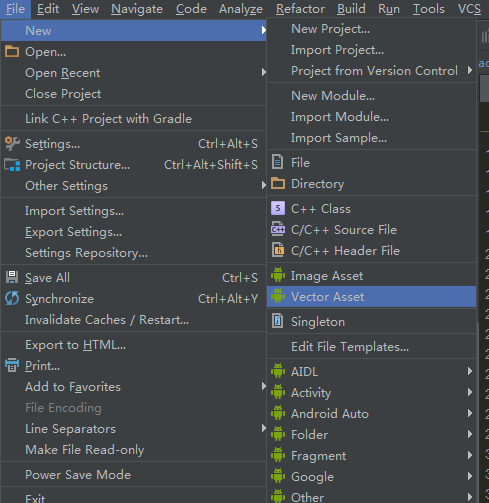 File Edit View Navigate Code Analyze Refactor Build Run Tools VCS
New
Open...
Open Recent
Close Project
Link C++ Project with Gradle
Settings... Ctrl+Alt+S
Project Structure... Ctrl+Alt+Shift+S
Other Settings
Import Settings...
Export Settings...
Settings Repository...
Save All Ctrl+S
Synchronize Ctrl+Alt+Y
Invalidate Caches / Restart...
Export to HTML...
Print...
Add to Favorites
File Encoding
Line Separators
Make File Read-only
Power Save Mode
Exit
New Project...
Import Project...
Project from Version Control
New Module...
Import Module...
Import Sample...
File
Directory
S C++ Class
C++ C/C++ Source File
h C/C++ Header File
Image Asset
Vector Asset
Singleton
Edit File Templates...
AIDL
Activity
Android Auto
Folder
Fragment
Google
Other